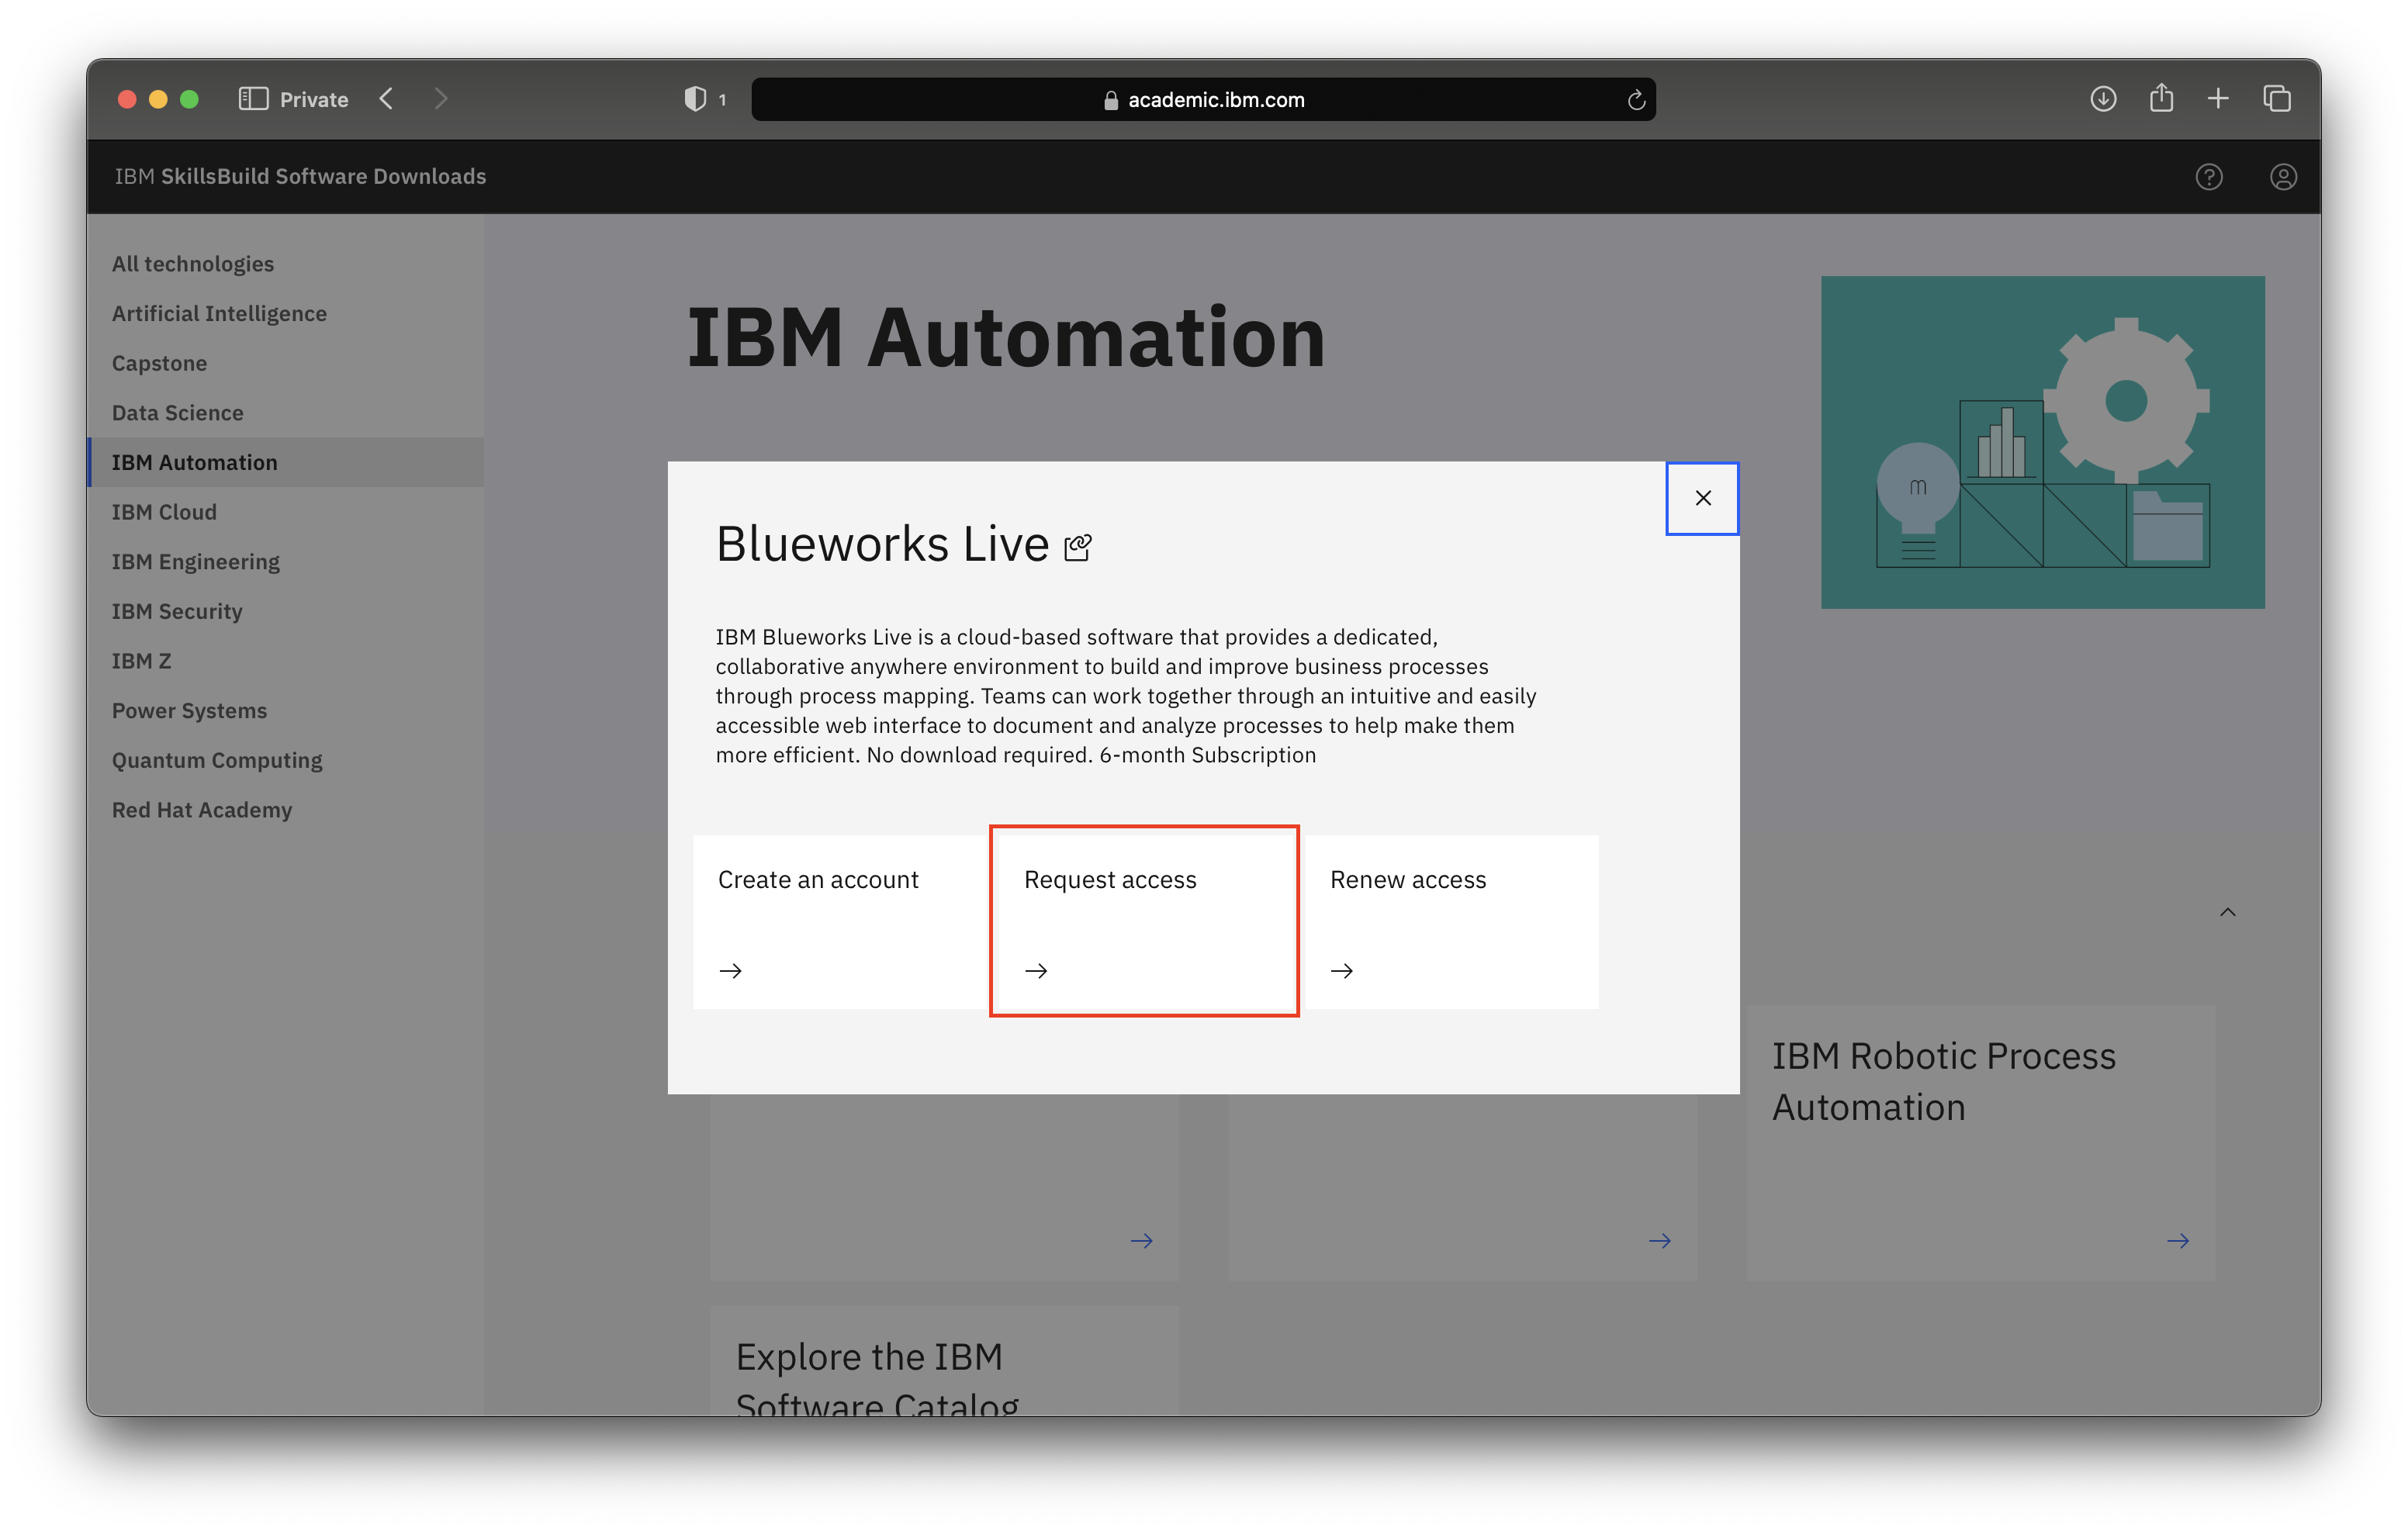 Private
1
academic.ibm.com
IBM SkillsBuild Software Downloads
All technologies
Artificial Intelligence
Capstone
Data Science
IBM Automation
IBM Cloud
IBM Engineering
IBM Security
IBM Z
Power Systems
Quantum Computing
Red Hat Academy
IBM Automation
m
Blueworks Live
IBM Blueworks Live is a cloud-based software that provides a dedicated,
collaborative anywhere environment to build and improve business processes
through process mapping. Teams can work together through an intuitive and easily
accessible web interface to document and analyze processes to help make them
more efficient. No download required. 6-month Subscription
Create an account
Request access
Renew access
IBM Robotic Process
Automation
Explore the IBM
Software Catalog